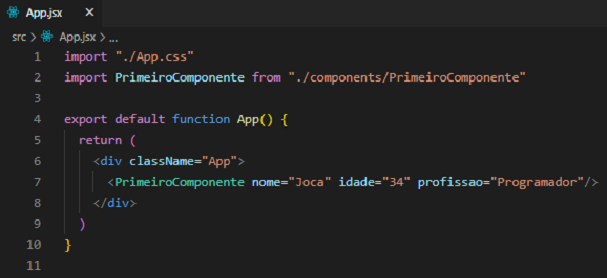 App.jsx X
src > App.jsx > ...
1 import "./App.css"
2 import PrimeiroComponente from "./components/PrimeiroComponente"
3
4 export default function App() {
5 return (
6 <div className="App">
7 <PrimeiroComponente nome="Joca" idade="34" profissao="Programador"/>
8 </div>
9 )
10 }
11